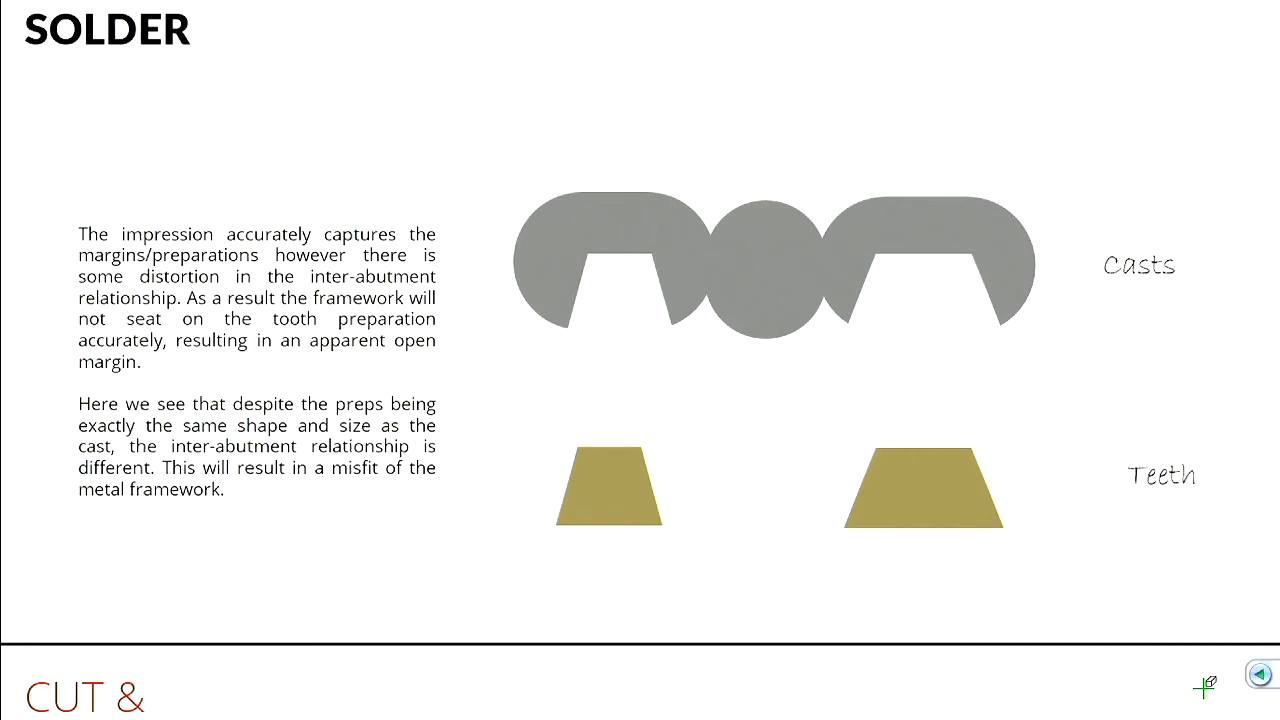 SOLDER
The impression accurately captures the
margins/preparations however there is
some distortion in the inter-abutment
relationship. As a result the framework will
not seat on the tooth preparation
accurately, resulting in an apparent open
margin.
Here we see that despite the preps being
exactly the same shape and size as the
cast, the inter-abutment relationship is
different. This will result in a misfit of the
metal framework.
Casts
Teeth
CUT &